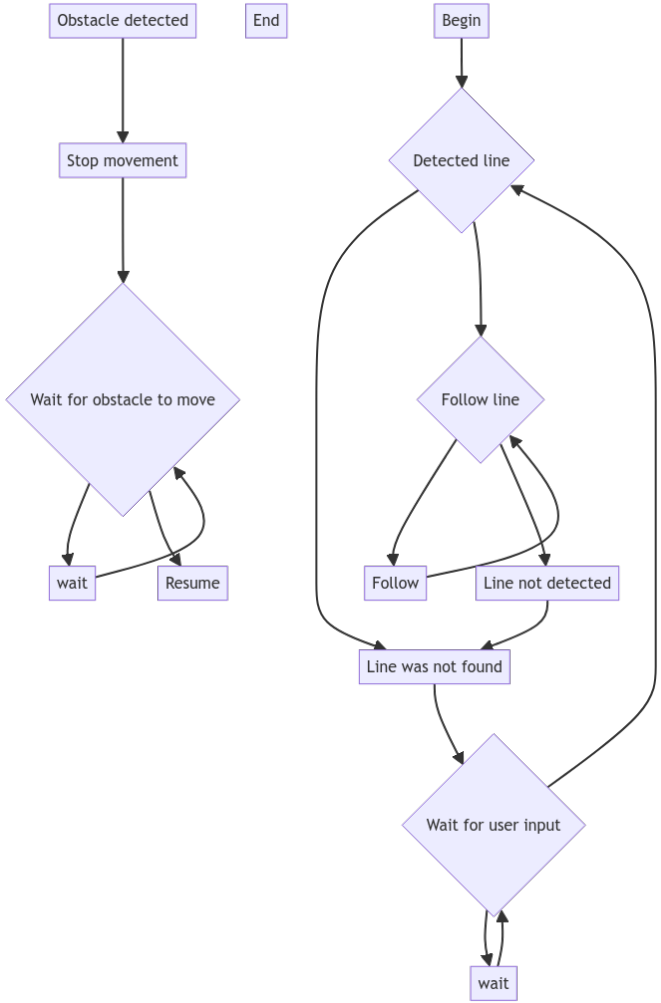 Obstacle detected
End
Begin
Stop movement
Detected line
Wait for obstacle to move
Follow line
wait
Resume
Follow
Line not detected
Line was not found
Wait for user input
wait